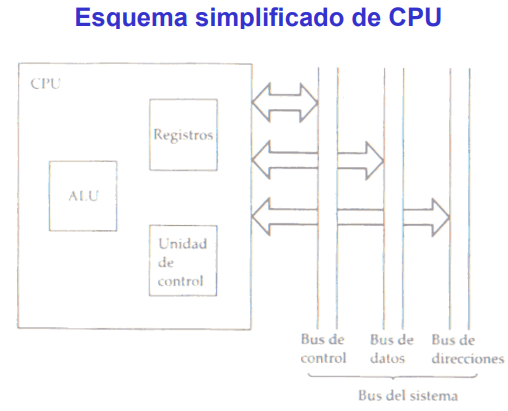 Esquema simplificado de CPU
CPU
Registros
ALU
Unidad
de
control
Bus de
control
Bus de
datos
Bus de
direcciones
Bus del sistema